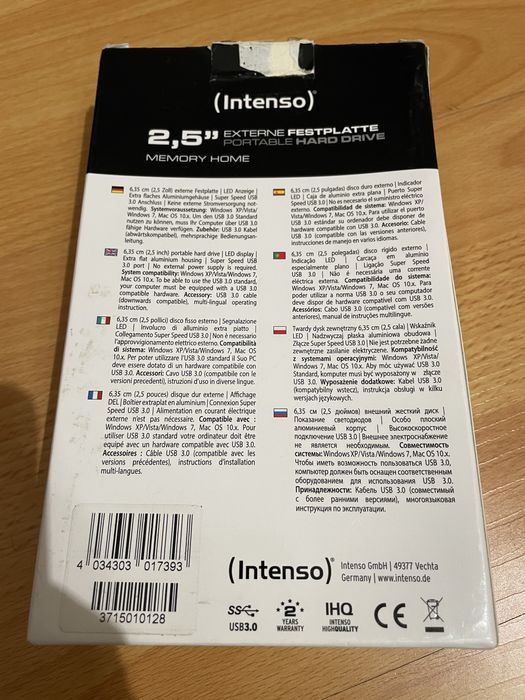 (Intenso)
2,5” EXTERNE FESTPLATTE
PORTABLE HARD DRIVE
MEMORY HOME
6,35 cm (2,5 Zoll) externe Festplatte | LED Anzeige |
Extra flaches Aluminiumgehäuse | Super Speed USB
3.0 Anschluss | Keine externe Stromversorgung not-
wendig. Systemvoraussetzung: Windows XP/Vista/
Windows 7, Mac OS 10.x. Um den USB 3.0 Standard
nutzen zu können, muss Ihr Computer über USB 3.0
fähige Hardware verfügen. Zubehör: USB 3.0 Kabel
(abwärtskompatibel), mehrsprachige Bedienungsan-
leitung.
6,35 cm (2,5 inch) portable hard drive | LED display |
Extra flat aluminium housing | Super Speed USB
3.0 port | No external power supply is required.
System compatibility: Windows XP/Vista/Windows 7,
Mac OS 10.x. To be able to use the USB 3.0 standard,
your computer must be equipped with a USB 3.0
compatible hardware. Accessory: USB 3.0 cable
(downwards compatible), multi-lingual operating
instruction.
6,35 cm (2,5 pollici) disco fisso esterno | Segnalazione
LED | Involucro di alluminio extra piatto |
Collegamento Super Speed USB 3.0 | Non è necessario
l'approvvigionamento elettrico esterno. Compatibilità
di sistema: Windows XP/Vista/Windows 7, Mac OS
10.x. Per poter utilizzare l'USB 3.0 standard il Suo PC
deve essere dotato di un hardware compatibile con
USB 3.0. Accessori: Cavo USB 3.0 (compatibile con le
versioni precedenti), istruzioni d'uso in diverse lingue.
6,35 cm (2,5 pouces) disque dur externe | Affichage
DEL | Boîtier extraplat en aluminium | Connexion Super
Speed USB 3.0 | Alimentation en courant électrique
externe n'est pas nécessaire. Compatible avec :
Windows XP/Vista/Windows 7, Mac OS 10.x. Pour
utiliser USB 3.0 standard votre ordinateur doit être
équipé avec un hardware compatible avec USB 3.0.
Accessoires : Câble USB 3.0 (compatible avec les
versions précédentes), instructions d'installation
multi-langues.
6,35 cm (2,5 pulgadas) disco duro externo | Indicador
LED | Caja de aluminio extra plana | Puerto Super
Speed USB 3.0 | No es necesario el suministro eléctrico
externo. Compatibilidad de sistema: Windows XP/
Vista/Windows 7, Mac OS 10.x. Para utilizar el puerto
USB 3.0 estándar su ordenador debe disponer de
hardware compatible con USB 3.0. Accesorio: Cable
USB 3.0 (compatible con las versiones anteriores),
instrucciones de manejo en varios idiomas.
6,35 cm (2,5 polegadas) disco rígido externo |
Indicação LED | Carcaça em alumínio
especialmente plano | Ligação Super Speed
USB 3.0 | Não é necessária uma corrente
eléctrica externa. Compatibilidade do sistema:
Windows XP/Vista/Windows 7, Mac OS 10.x. Para
poder utilizar a norma USB 3.0 o seu computador
deve dispor de hardware compatível com USB 3.0.
Acessório: Cabo USB 3.0 (compatível com versões
anteriores), manual de instruções multilingue.
Twardy dysk zewnętrzny 6,35 cm (2,5 cala) | Wskaźnik
LED | Nadzwyczaj płaska aluminiowa obudowa |
Złącze Super Speed USB 3.0 | Nie jest potrzebne żadne
zewnętrzne zasilanie elektryczne. Kompatybilność
z systemami operacyjnymi: Windows XP/Vista/
Windows 7, Mac OS 10.x. Aby móc używać USB 3.0
Standard, komputer musi być wyposażony w złącze
USB 3.0. Wyposażenie dodatkowe: Kabel USB 3.0
(kompatybilny wstecz), instrukcja obsługi w kilku
wersjach językowych.
6,35 см (2,5 дюймов) внешний жесткий диск |
Показание светодиодов | Особо плоский
алюминиевый корпус | Высокоскоростное
подключение USB 3.0 | Внешнее электроснабжение
не является необходимым. Совместимость
системы: Windows XP/Vista/Windows 7, Mac OS 10.x.
Чтобы иметь возможность пользоваться USB 3.0,
компьютер должен быть оснащен соответственным
оборудованием для использования USB 3.0.
Принадлежности: Кабель USB 3.0 (совместимый
с более ранними версиями), многоязыковая
инструкция по эксплуатации.
4 034303 017393
3715010128
(Intenso)
Intenso GmbH | 49377 Vechta
Germany | www.intenso.de
SS
USB3.0
2
YEARS
WARRANTY
IHQ
INTENSO
HIGHQUALITY
CE